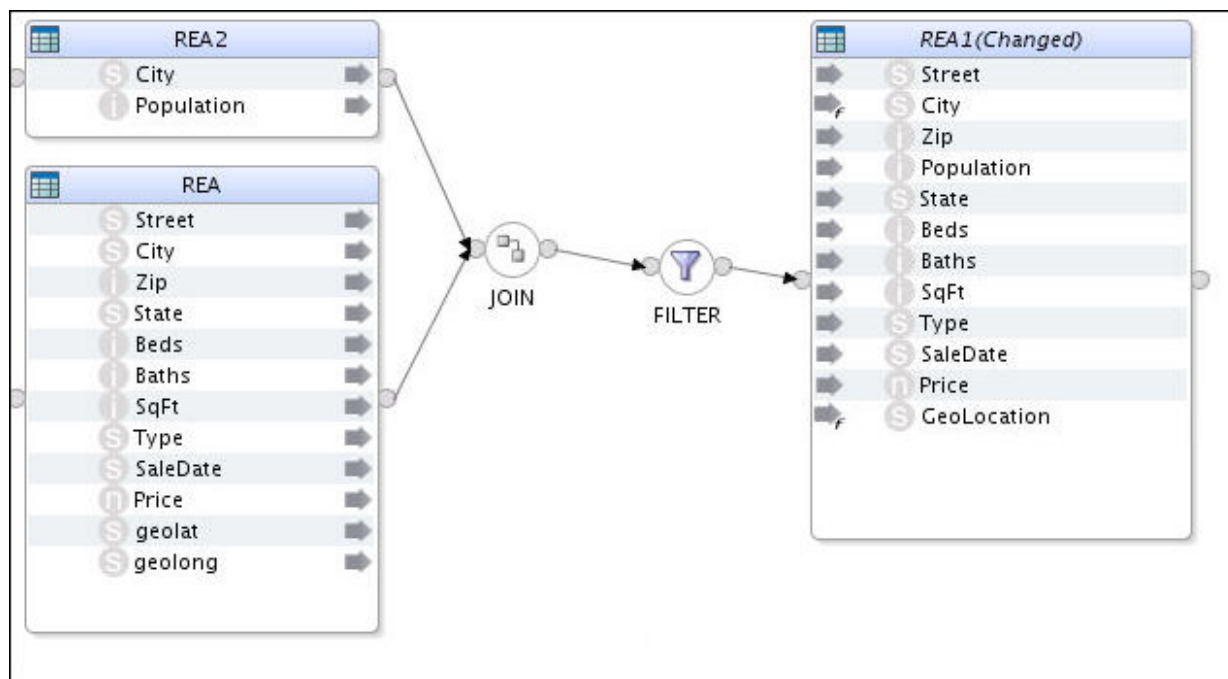 REA2
S City
i Population
REA
S Street
S City
i Zip
S State
i Beds
i Baths
i SqFt
S Type
S SaleDate
n Price
S geolat
S geolong
JOIN
FILTER
REA1(Changed)
S Street
f S City
i Zip
i Population
S State
i Beds
i Baths
i SqFt
S Type
S SaleDate
n Price
f S GeoLocation